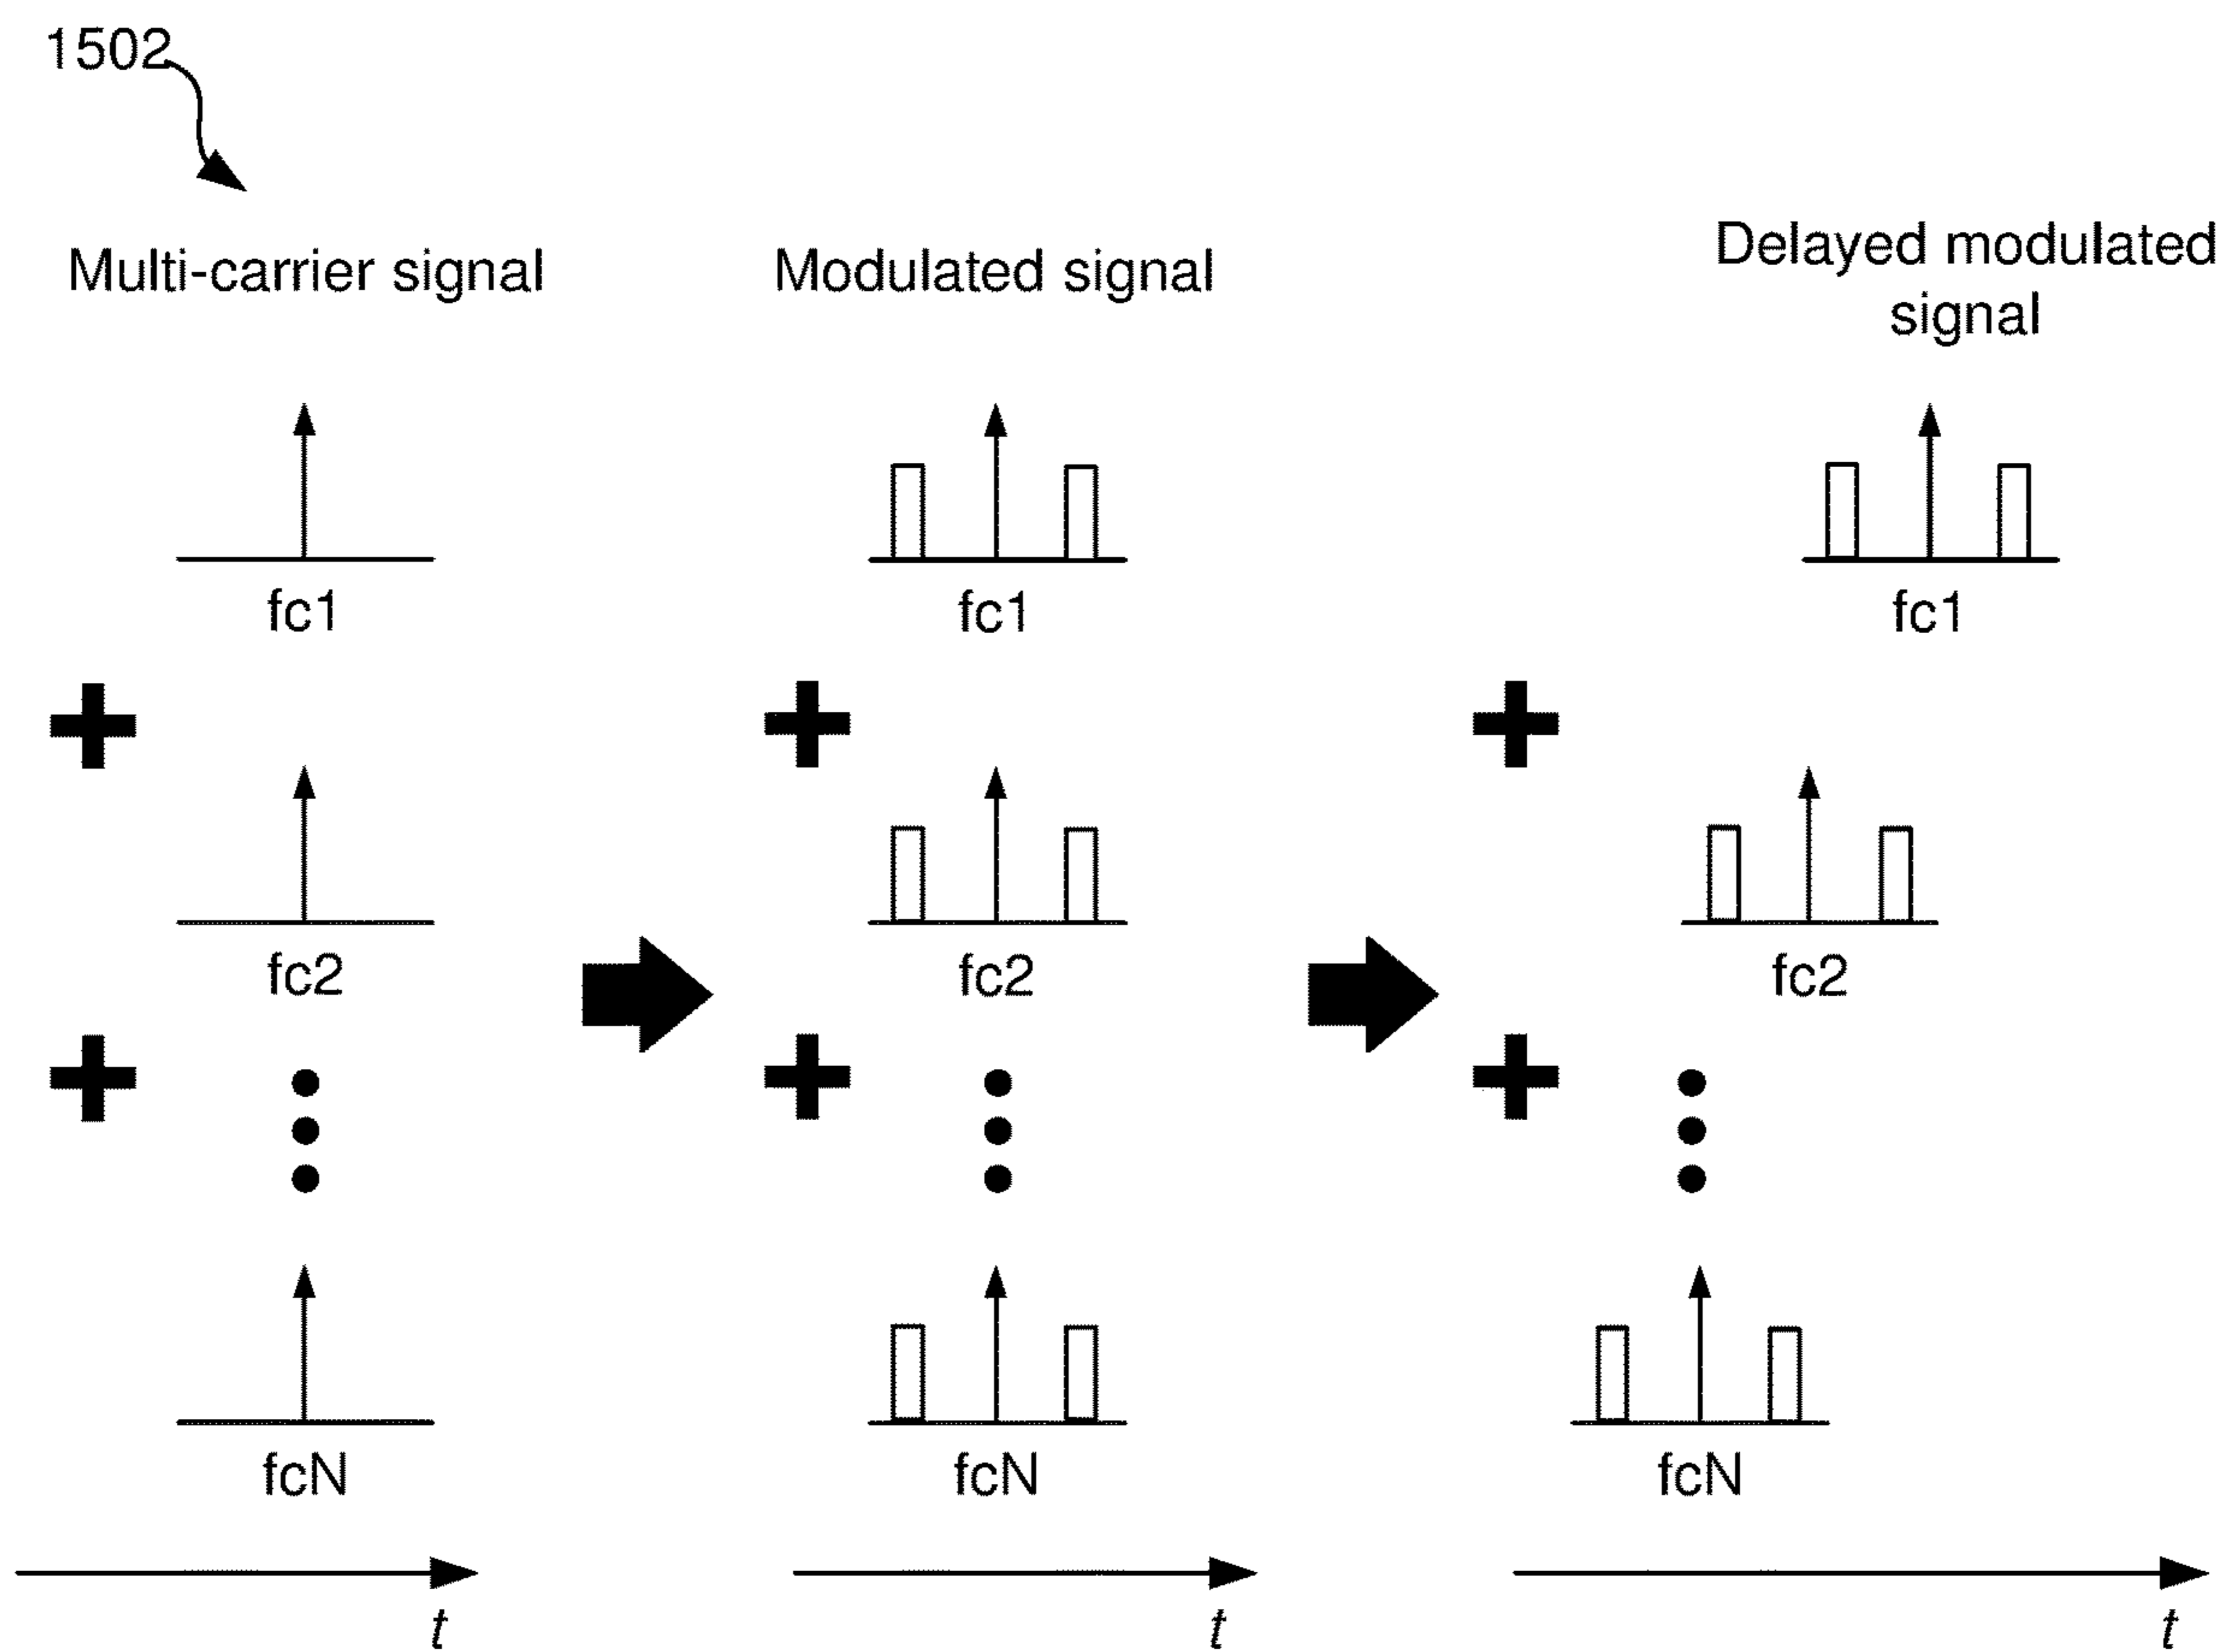 1502
Multi-carrier signal
Modulated signal
Delayed modulated
signal
fc1
fc1
fc1
+
+
+
fc2
fc2
fc2
+
+
+
fcN
fcN
fcN
t
t
t